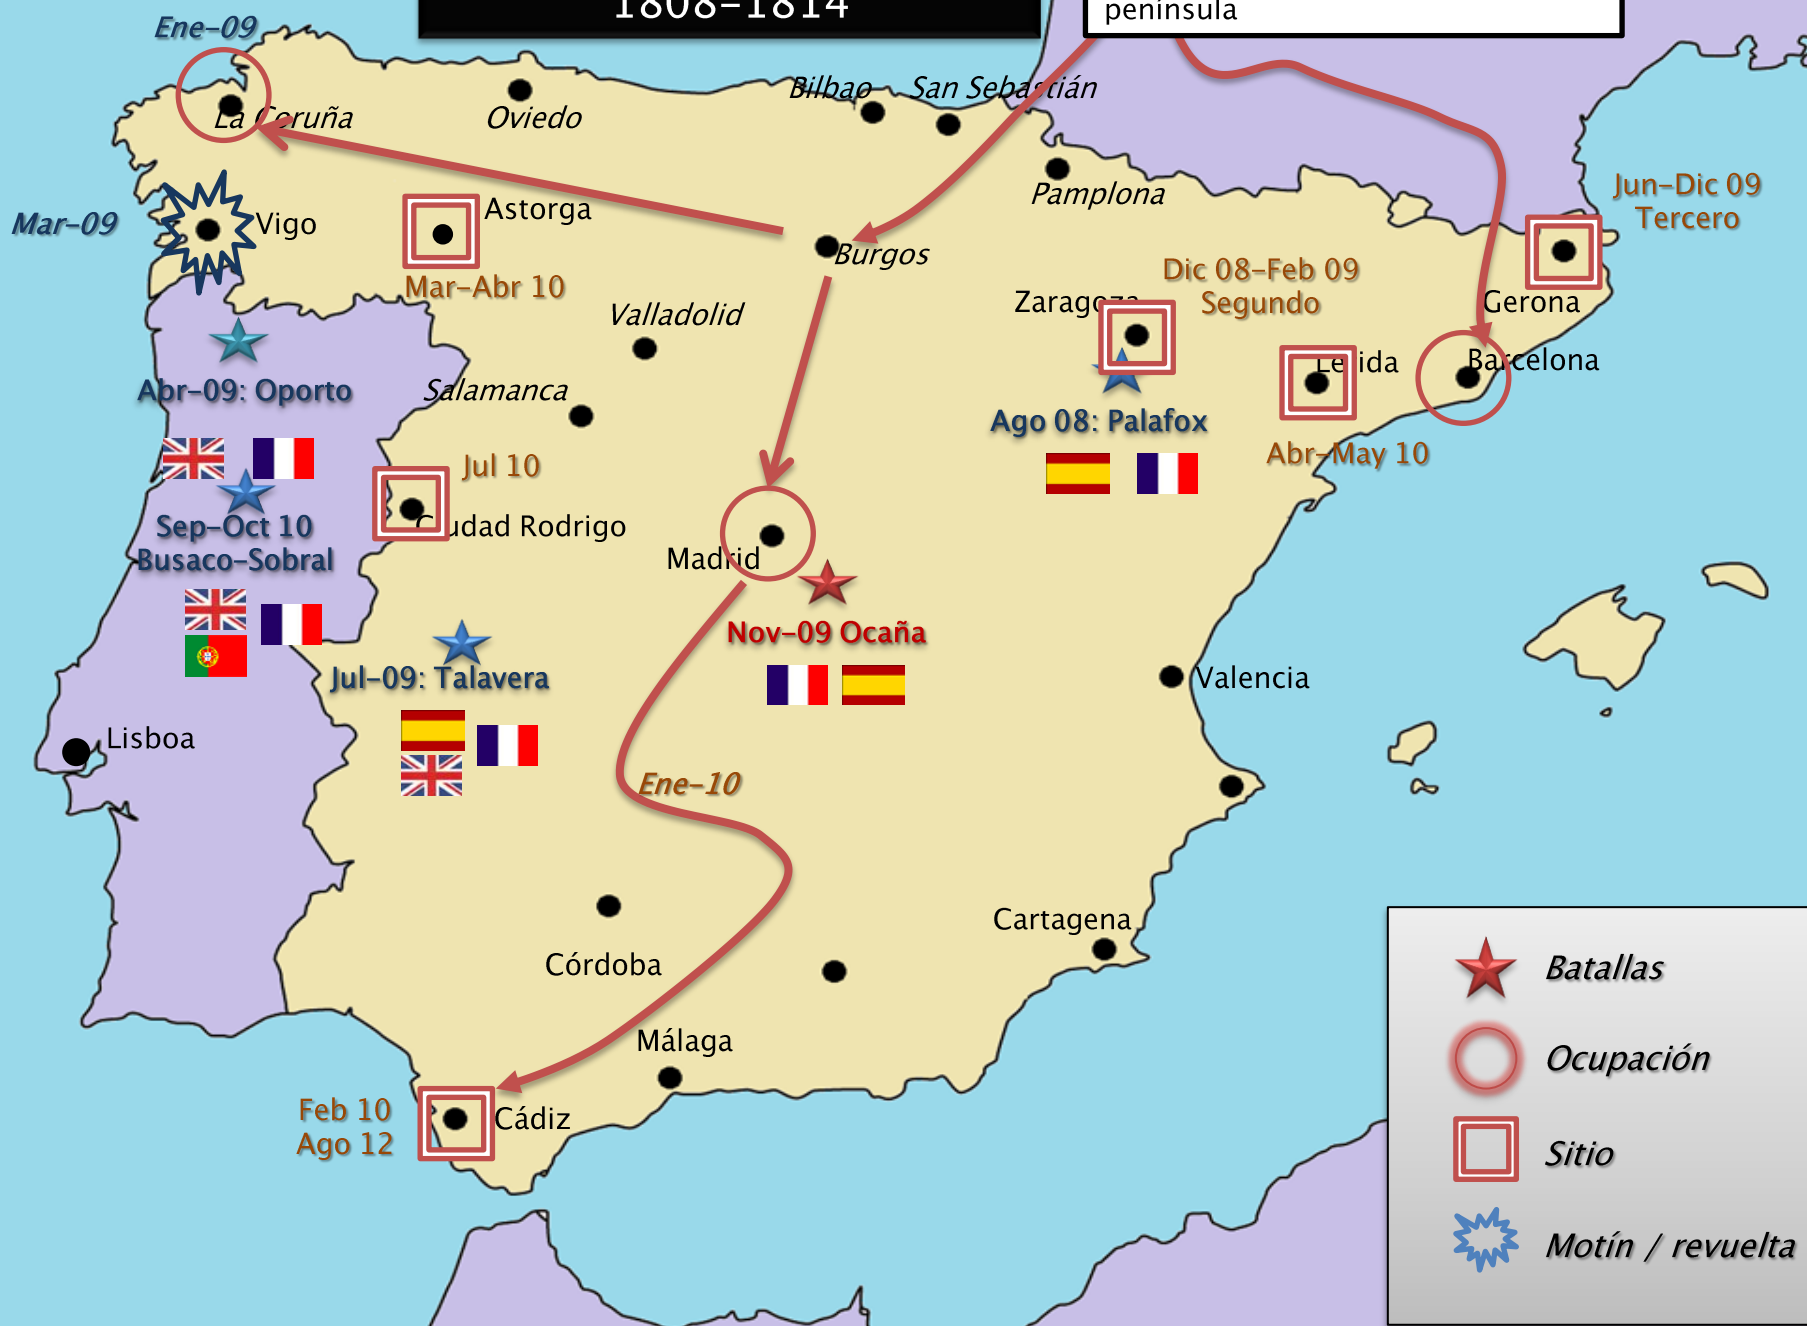 1808–1814
península
Ene–09
La Coruña
Oviedo
Bilbao
San Sebastián
Pamplona
Jun–Dic 09
Tercero
Mar–09
Vigo
Astorga
Mar–Abr 10
Burgos
Dic 08–Feb 09
Segundo
Zaragoza
Gerona
Valladolid
Abr–09: Oporto
Salamanca
Lérida
Barcelona
Ago 08: Palafox
Abr–May 10
Jul 10
Ciudad Rodrigo
Sep–Oct 10
Busaco–Sobral
Madrid
Nov–09 Ocaña
Jul–09: Talavera
Valencia
Lisboa
Ene–10
Córdoba
Cartagena
Málaga
Feb 10
Ago 12
Cádiz
Batallas
Ocupación
Sitio
Motín / revuelta